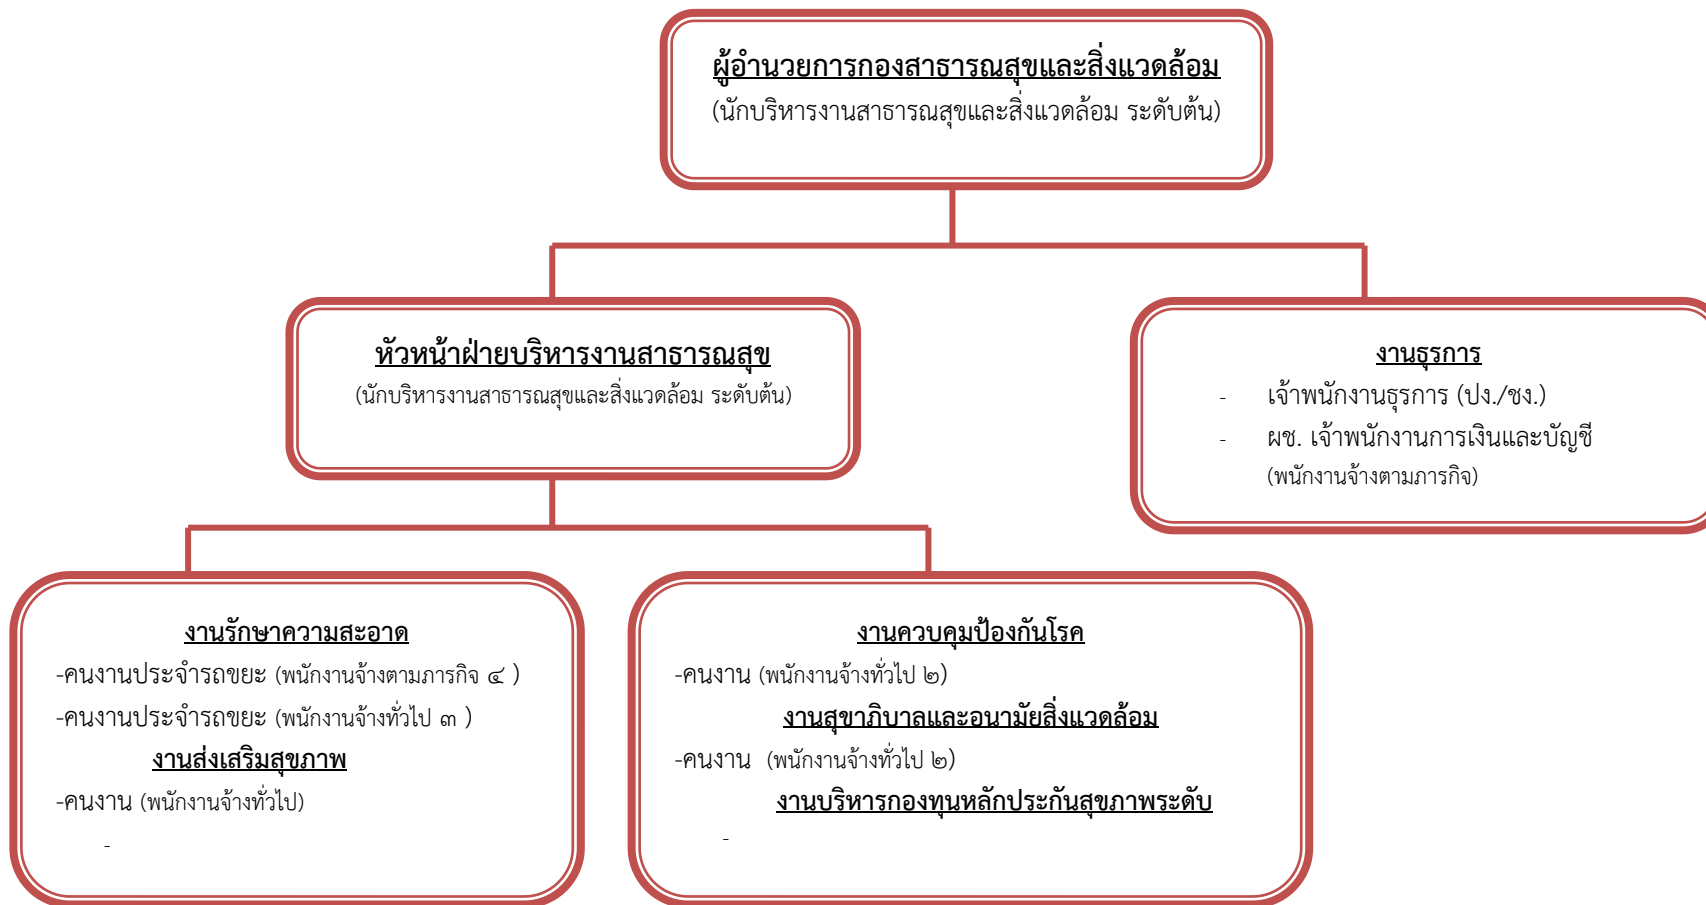 ผู้อำนวยการกองสาธารณสุขและสิ่งแวดล้อม
(นักบริหารงานสาธารณสุขและสิ่งแวดล้อม ระดับต้น)
หัวหน้าฝ่ายบริหารงานสาธารณสุข
(นักบริหารงานสาธารณสุขและสิ่งแวดล้อม ระดับต้น)
งานธุรการ
- เจ้าพนักงานธุรการ (ปง./ชง.)
- ผช. เจ้าพนักงานการเงินและบัญชี
(พนักงานจ้างตามภารกิจ)
งานรักษาความสะอาด
-คนงานประจำรถขยะ (พนักงานจ้างตามภารกิจ ๔ )
-คนงานประจำรถขยะ (พนักงานจ้างทั่วไป ๓ )
งานส่งเสริมสุขภาพ
-คนงาน (พนักงานจ้างทั่วไป)
-
งานควบคุมป้องกันโรค
-คนงาน (พนักงานจ้างทั่วไป ๒)
งานสุขาภิบาลและอนามัยสิ่งแวดล้อม
-คนงาน (พนักงานจ้างทั่วไป ๒)
งานบริหารกองทุนหลักประกันสุขภาพระดับ
-